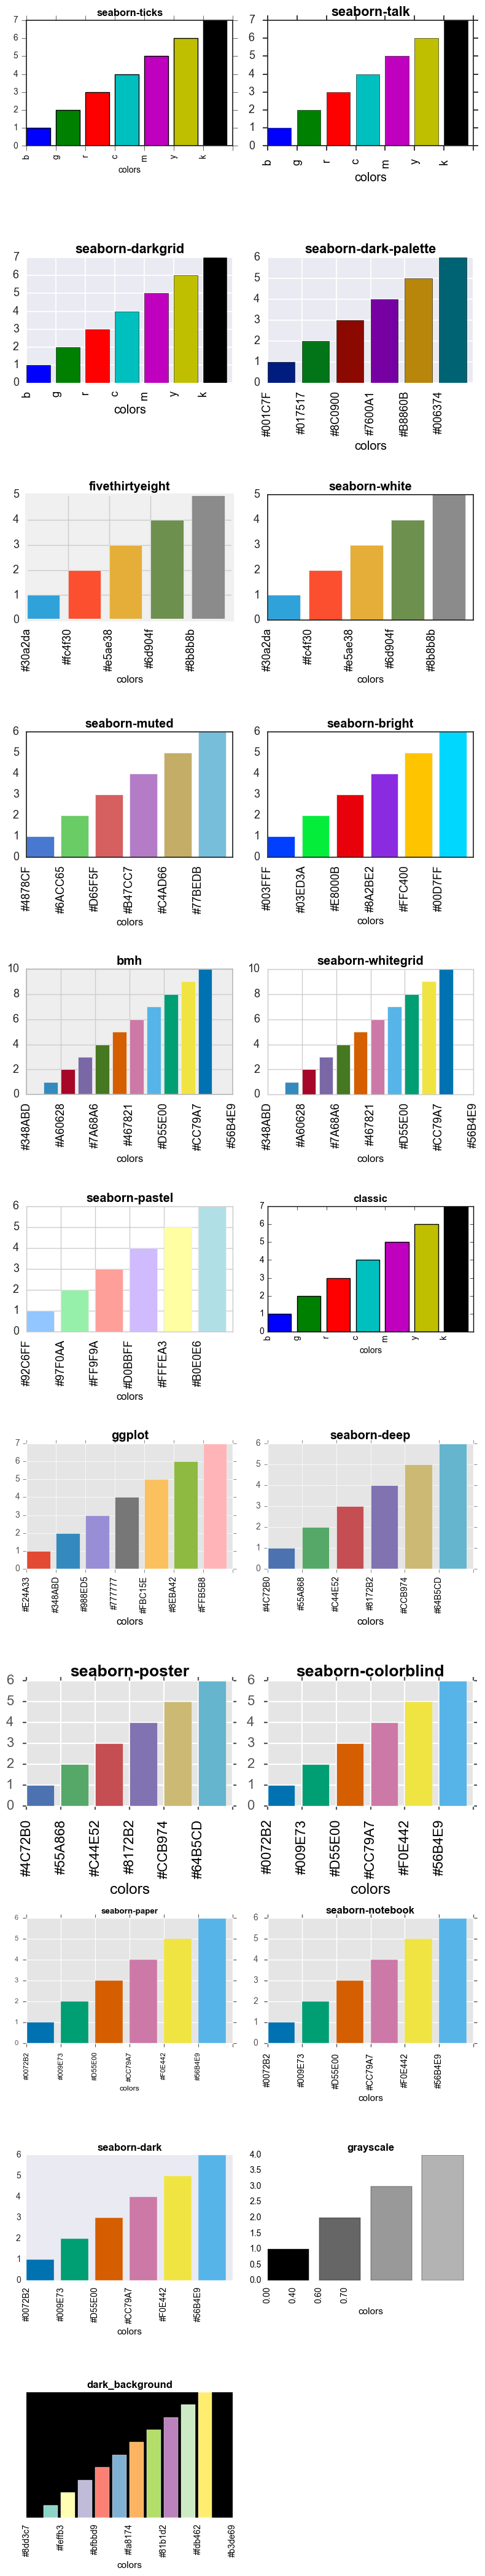 seaborn-ticks
7
6
5
4
3
2
1
0
b g r c m y k
colors
seaborn-talk
7
6
5
4
3
2
1
0
b g r c m y k
colors
seaborn-darkgrid
7
6
5
4
3
2
1
0
b g r c m y k
colors
seaborn-dark-palette
6
5
4
3
2
1
0
#001C7F #017517 #8C0900 #7600A1 #B8860B #006374
colors
fivethirtyeight
5
4
3
2
1
0
#30a2da #fc4f30 #e5ae38 #6d904f #8b8b8b
colors
seaborn-white
5
4
3
2
1
0
#30a2da #fc4f30 #e5ae38 #6d904f #8b8b8b
colors
seaborn-muted
6
5
4
3
2
1
0
#4878CF #6ACC65 #D65F5F #B47CC7 #C4AD66 #77BEDB
colors
seaborn-bright
6
5
4
3
2
1
0
#003FFF #03ED3A #E8000B #8A2BE2 #FFC400 #00D7FF
colors
bmh
10
8
6
4
2
0
#348ABD #A60628 #7A68A6 #467821 #D55E00 #CC79A7 #56B4E9
colors
seaborn-whitegrid
10
8
6
4
2
0
#348ABD #A60628 #7A68A6 #467821 #D55E00 #CC79A7 #56B4E9
colors
seaborn-pastel
6
5
4
3
2
1
0
#92C6FF #97F0AA #FF9F9A #D0BBFF #FFFEA3 #B0E0E6
colors
classic
7
6
5
4
3
2
1
0
b g r c m y k
colors
ggplot
7
6
5
4
3
2
1
0
#E24A33 #348ABD #988ED5 #777777 #FBC15E #8EBA42 #FFB5B8
colors
seaborn-deep
6
5
4
3
2
1
0
#4C72B0 #55A868 #C44E52 #8172B2 #CCB974 #64B5CD
colors
seaborn-poster
6
5
4
3
2
1
0
#4C72B0 #55A868 #C44E52 #8172B2 #CCB974 #64B5CD
colors
seaborn-colorblind
6
5
4
3
2
1
0
#0072B2 #009E73 #D55E00 #CC79A7 #F0E442 #56B4E9
colors
seaborn-paper
6
5
4
3
2
1
0
#0072B2 #009E73 #D55E00 #CC79A7 #F0E442 #56B4E9
colors
seaborn-notebook
6
5
4
3
2
1
0
#0072B2 #009E73 #D55E00 #CC79A7 #F0E442 #56B4E9
colors
seaborn-dark
6
5
4
3
2
1
0
#0072B2 #009E73 #D55E00 #CC79A7 #F0E442 #56B4E9
colors
grayscale
4.0
3.5
3.0
2.5
2.0
1.5
1.0
0.5
0.0
0.00 0.40 0.60 0.70
colors
dark_background
#8dd3c7 #feffb3 #bfbbd9 #fa8174 #81b1d2 #fdb462 #b3de69
colors